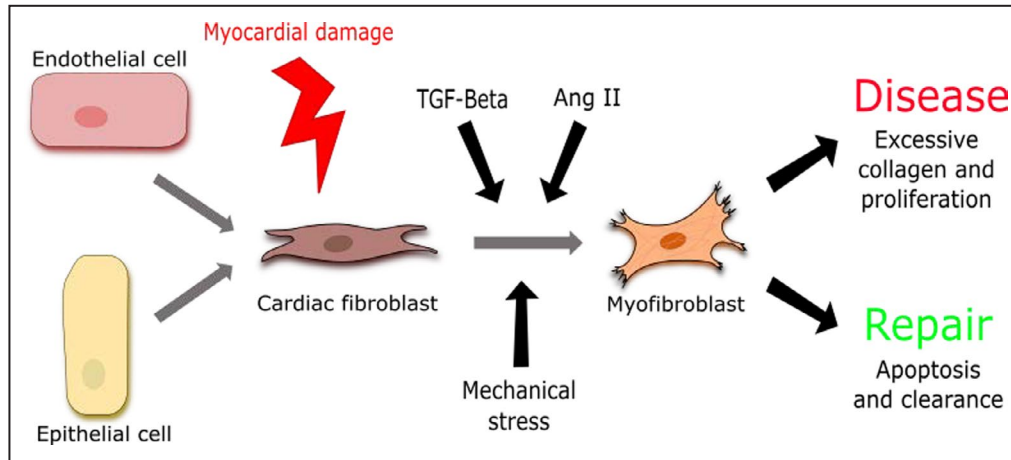 Myocardial damage
Endothelial cell
TGF-Beta
Ang II
Disease
Excessive
collagen and
proliferation
Cardiac fibroblast
Myofibroblast
Repair
Apoptosis
and clearance
Mechanical
stress
Epithelial cell